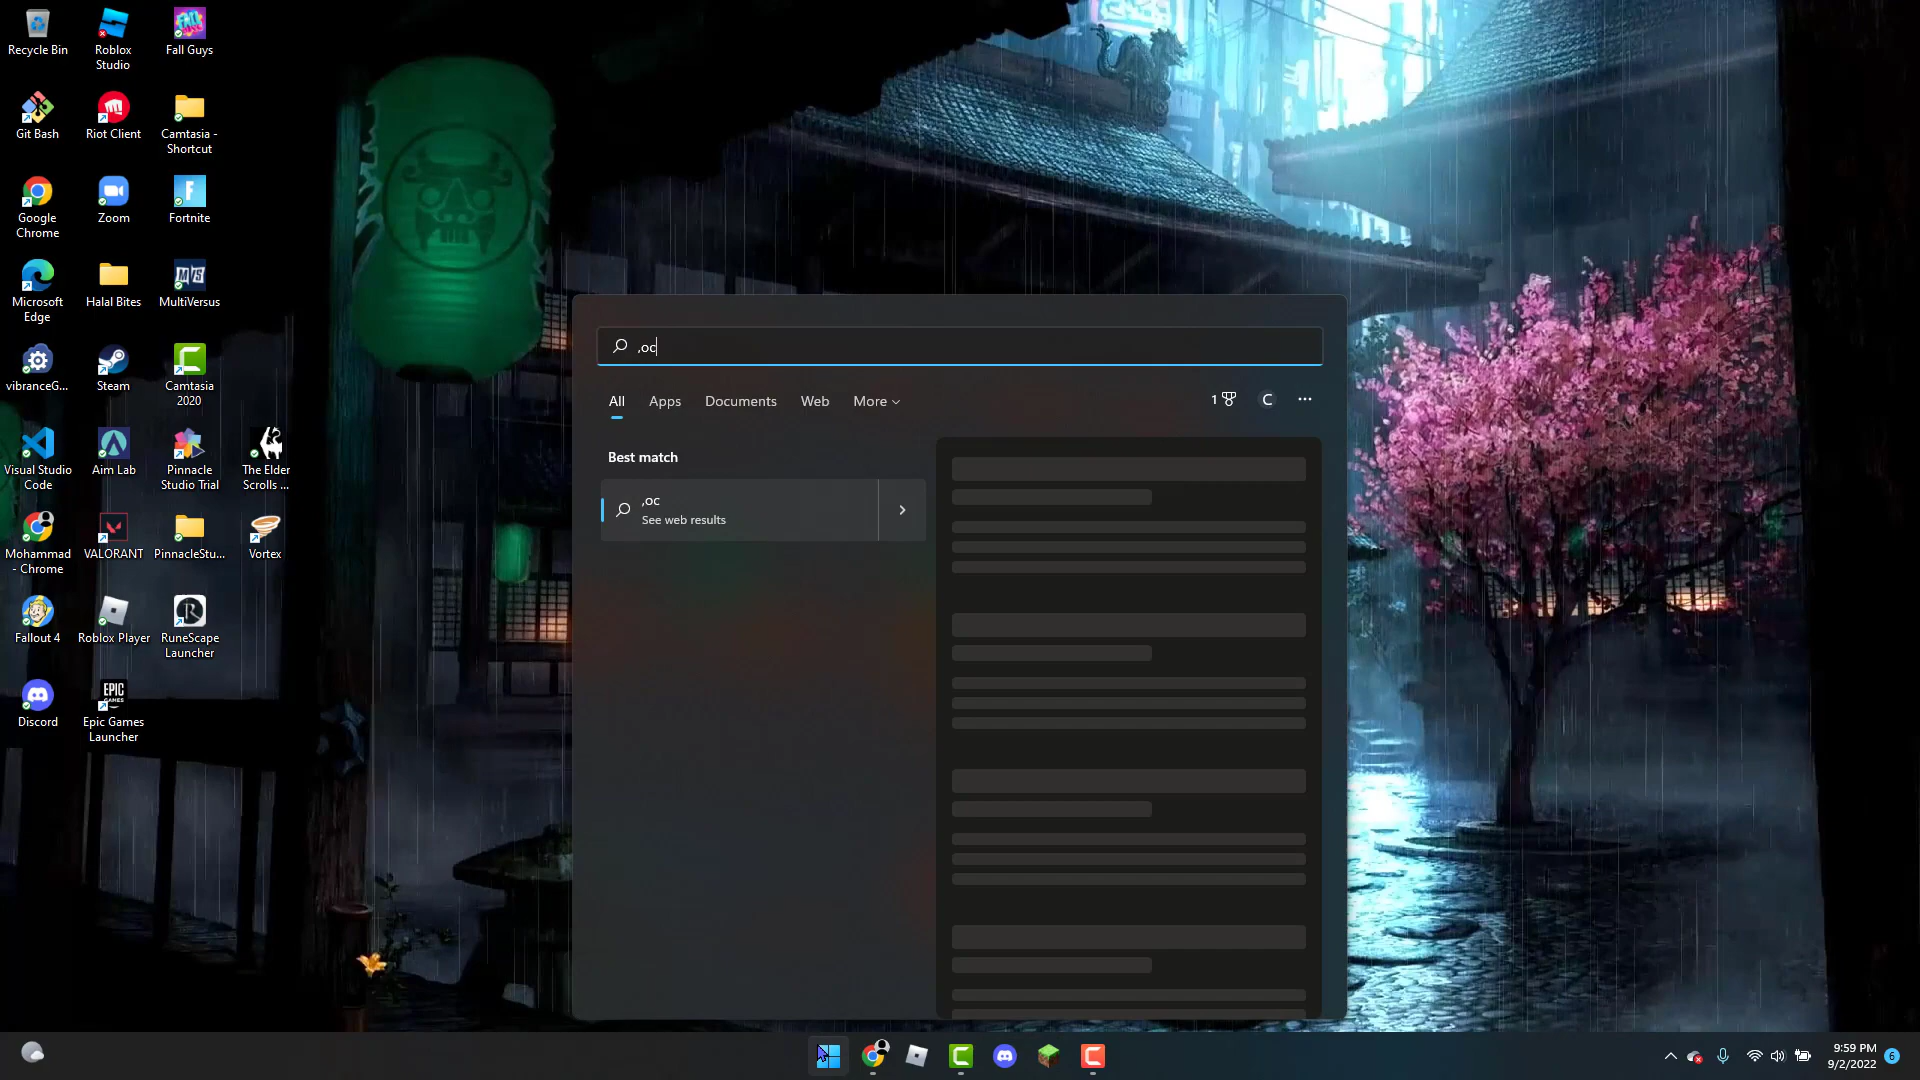 Recycle Bin
Roblox
Studio
Fall Guys
Git Bash
Riot Client
Camtasia -
Shortcut
Google
Chrome
Zoom
Fortnite
Microsoft
Edge
Halal Bites
MultiVersus
vibranceG...
Steam
Camtasia
2020
Visual Studio
Code
Aim Lab
Pinnacle
Studio Trial
The Elder
Scrolls ...
Mohammad
- Chrome
VALORANT
PinnacleStu...
Vortex
Fallout 4
Roblox Player
RuneScape
Launcher
Discord
EPIC
GAMES
Epic Games
Launcher
,oc
All
Apps
Documents
Web
More
1
C
Best match
,oc
See web results
9:59 PM
9/2/2022
6